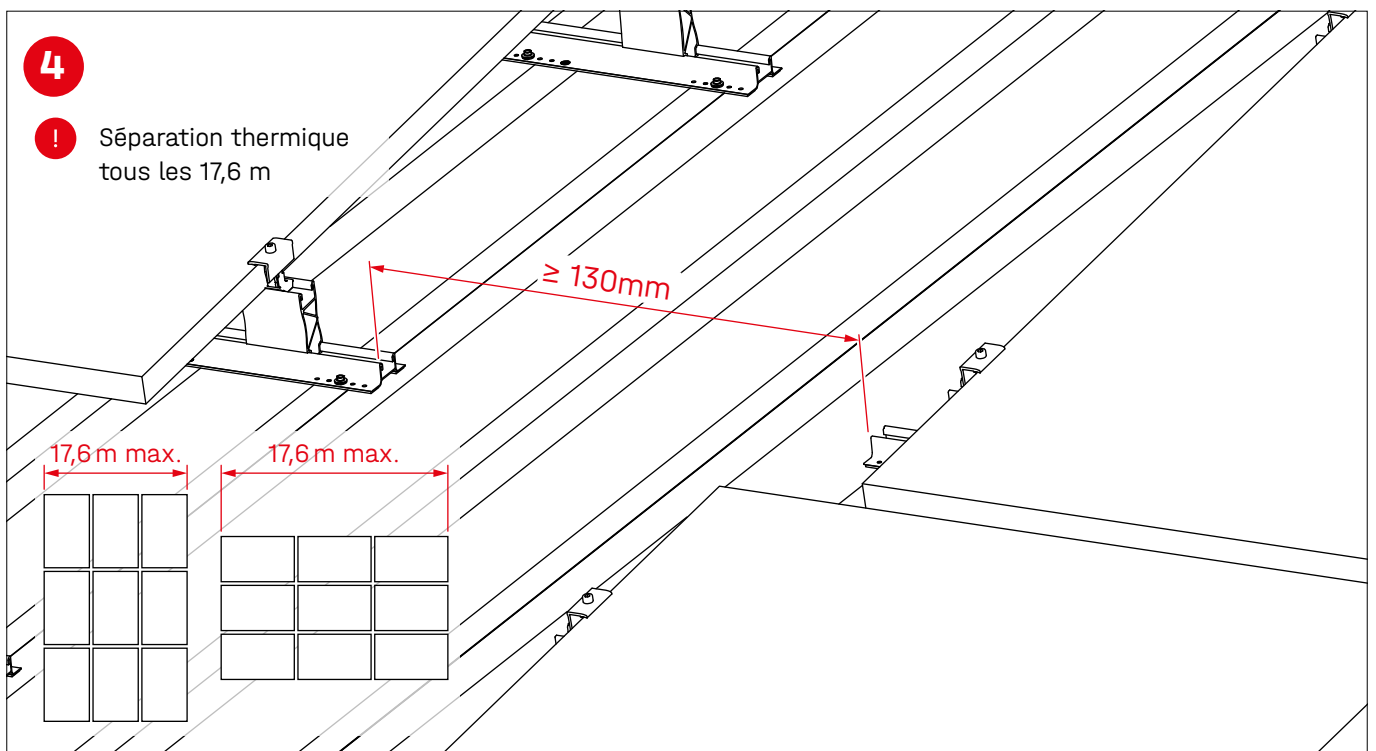 4
!
Séparation thermique
tous les 17,6 m
≥ 130mm
17,6 m max.
17,6 m max.